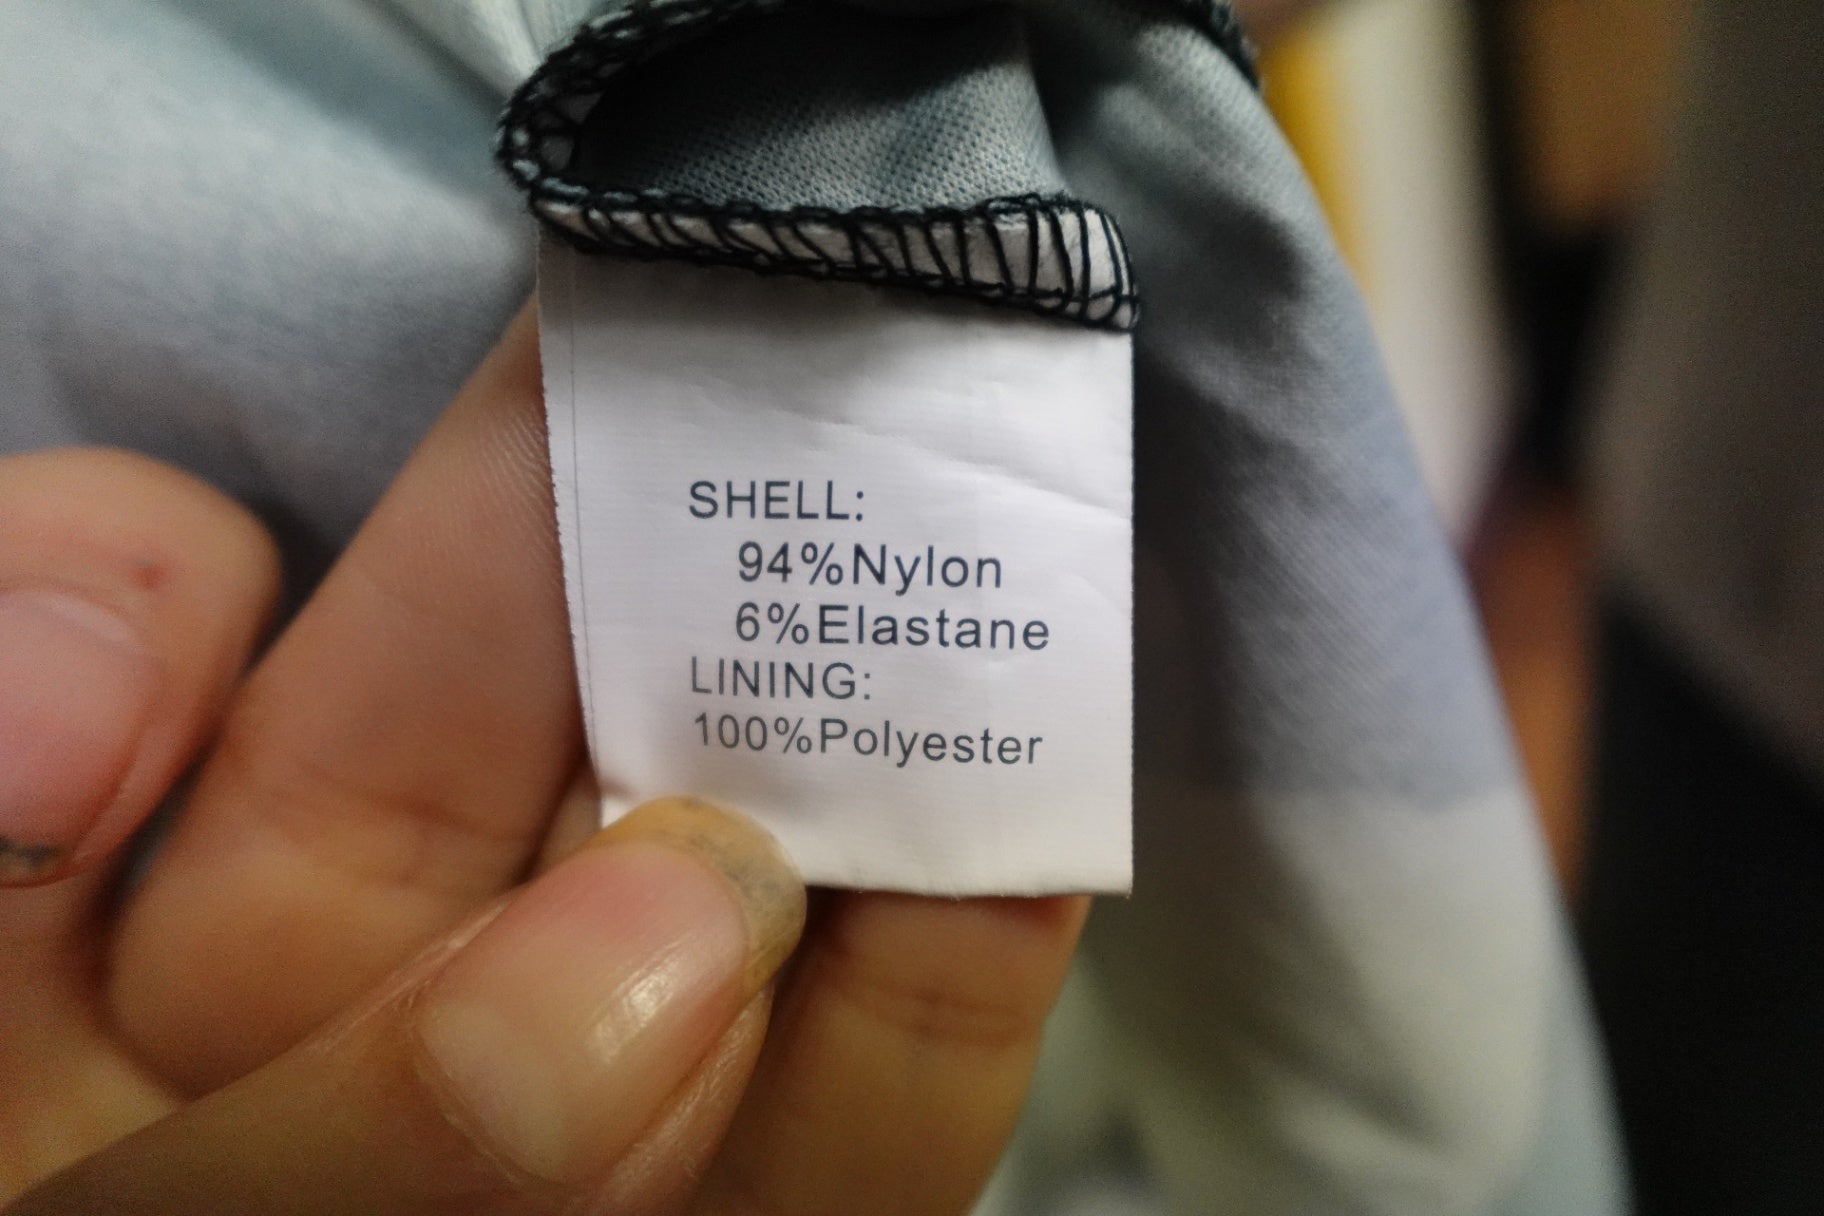 SHELL:
94%Nylon
6%Elastane
LINING:
100%Polyester